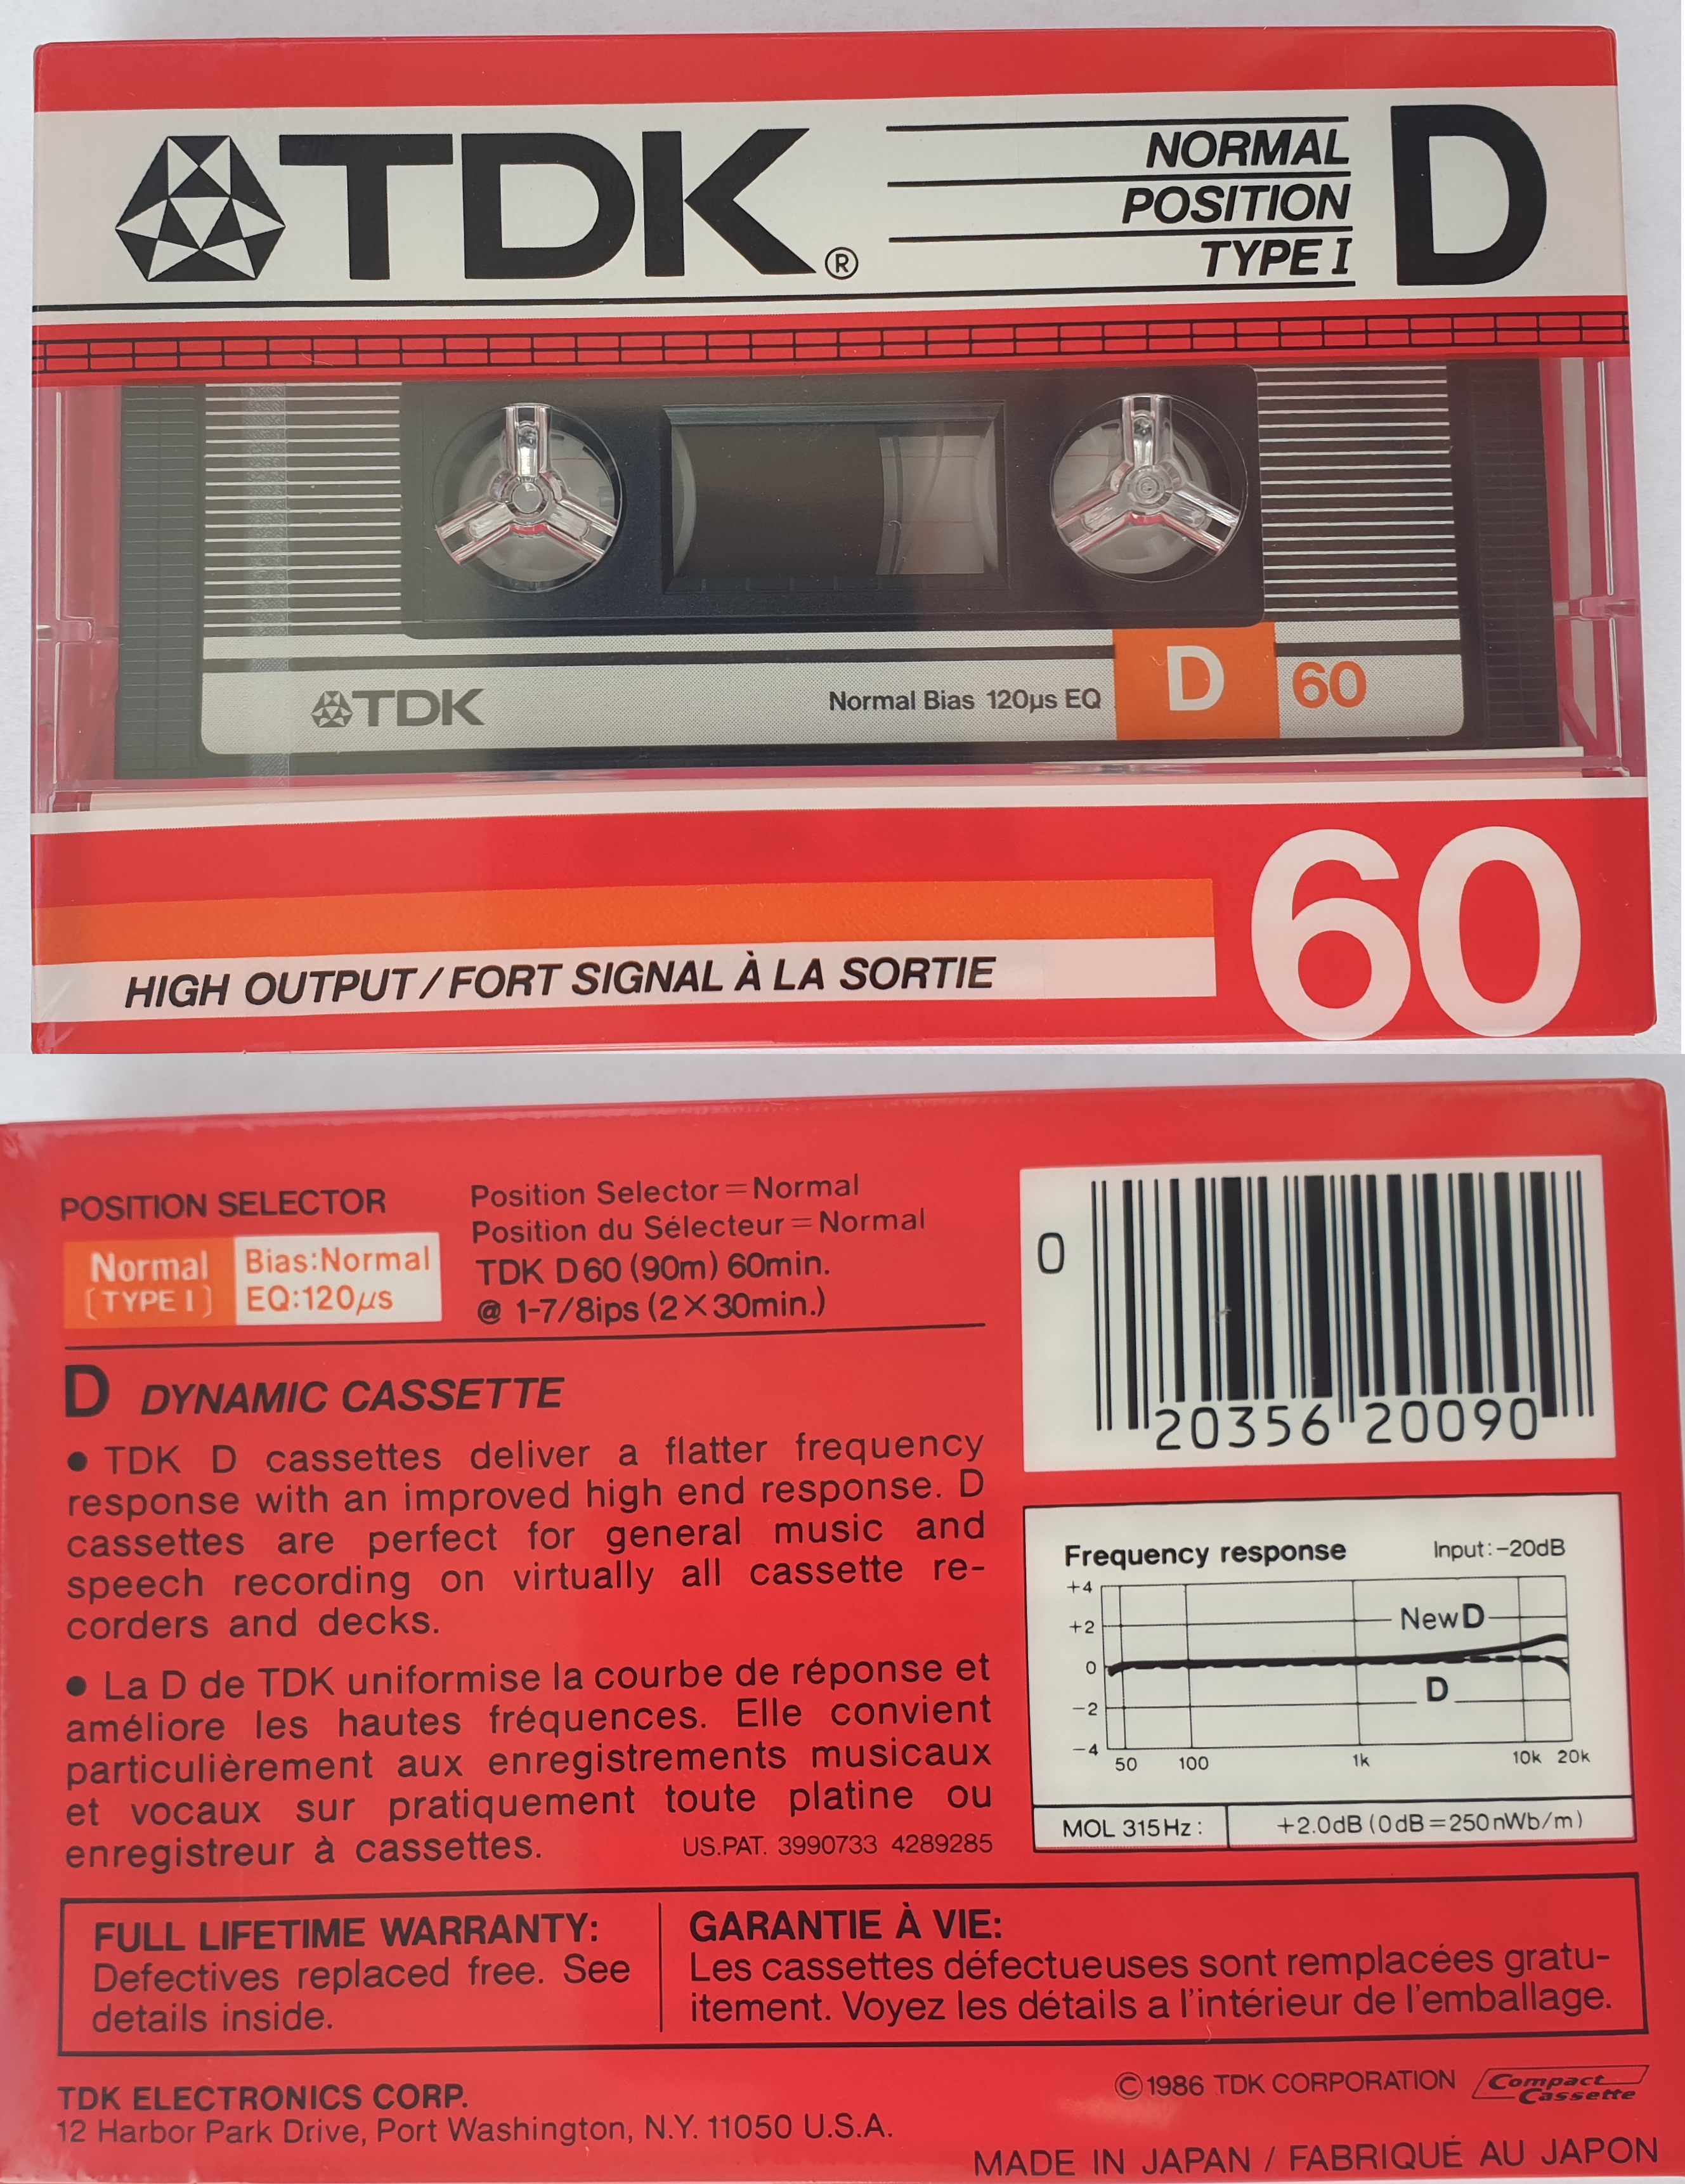 TDK®
NORMAL
POSITION
TYPE I
D
TDK
Normal Bias 120µs EQ
D
60
60
HIGH OUTPUT/FORT SIGNAL À LA SORTIE
POSITION SELECTOR
Normal
(TYPE I)
Bias:Normal
EQ:120µs
Position Selector=Normal
Position du Sélecteur=Normal
TDK D60 (90m) 60min.
@ 1-7/8ips (2×30min.)
0
20356 20090
D DYNAMIC CASSETTE
● TDK D cassettes deliver a flatter frequency
response with an improved high end response. D
cassettes are perfect for general music and
speech recording on virtually all cassette re-
corders and decks.
● La D de TDK uniformise la courbe de réponse et
améliore les hautes fréquences. Elle convient
particulièrement aux enregistrements musicaux
et vocaux sur pratiquement toute platine ou
enregistreur à cassettes.
US.PAT. 3990733 4289285
Frequency response Input:-20dB
+4
+2
0
-2
-4
New D
D
50 100 1k 10k 20k
MOL 315Hz: +2.0dB (0dB=250nWb/m)
FULL LIFETIME WARRANTY:
Defectives replaced free. See
details inside.
GARANTIE À VIE:
Les cassettes défectueuses sont remplacées gratu-
itement. Voyez les détails a l'intérieur de l'emballage.
TDK ELECTRONICS CORP.
12 Harbor Park Drive, Port Washington, N.Y. 11050 U.S.A.
©1986 TDK CORPORATION
Compact
Cassette
MADE IN JAPAN / FABRIQUÉ AU JAPON